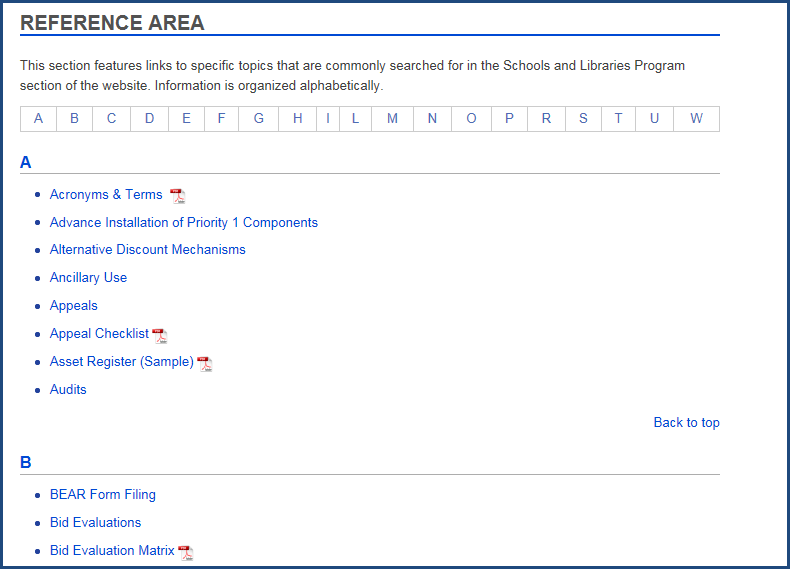 REFERENCE AREA
This section features links to specific topics that are commonly searched for in the Schools and Libraries Program
section of the website. Information is organized alphabetically.
A B C D E F G H I L M N O P R S T U W
A
Acronyms & Terms
Advance Installation of Priority 1 Components
Alternative Discount Mechanisms
Ancillary Use
Appeals
Appeal Checklist
Asset Register (Sample)
Audits
Back to top
B
BEAR Form Filing
Bid Evaluations
Bid Evaluation Matrix